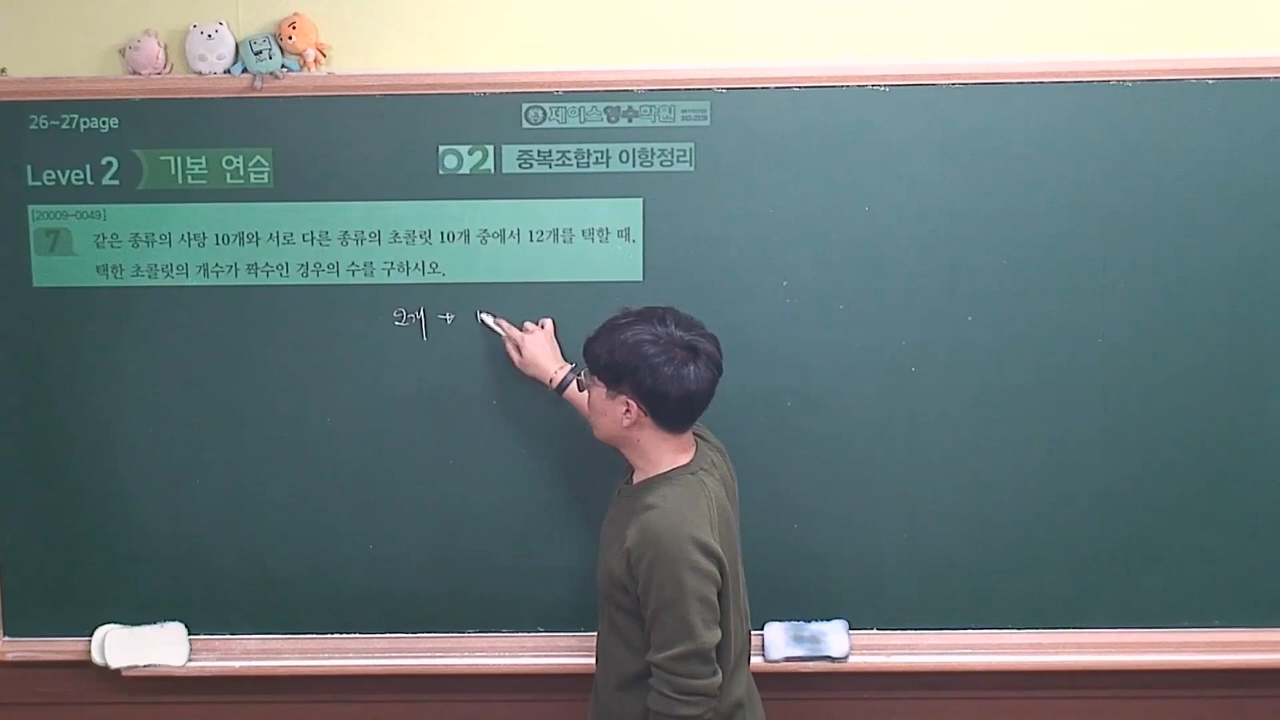 26~27page
제이스영수학원
Level 2 기본 연습
02 중복조합과 이항정리
[20009-0049]
7 같은 종류의 사탕 10개와 서로 다른 종류의 초콜릿 10개 중에서 12개를 택할 때,
택한 초콜릿의 개수가 짝수인 경우의 수를 구하시오.
2개 +